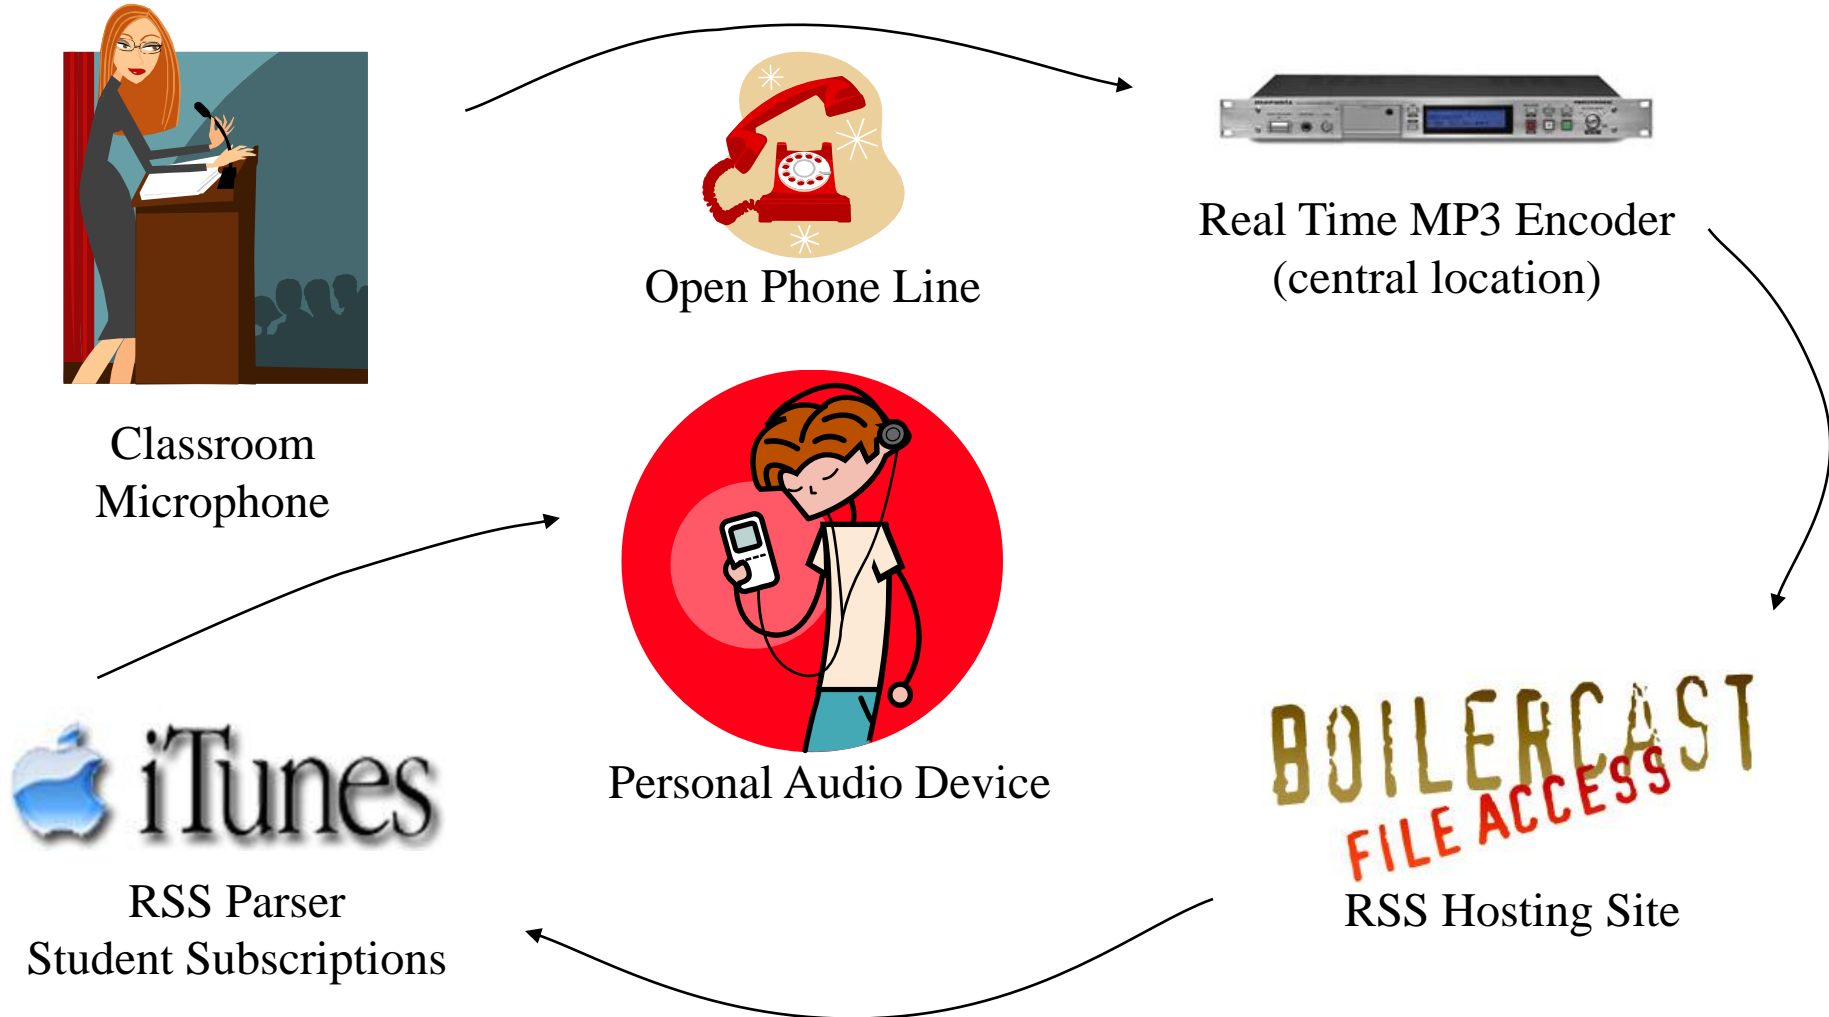 Open Phone Line
Real Time MP3 Encoder
(central location)
Classroom
Microphone
Personal Audio Device
iTunes
RSS Parser
Student Subscriptions
BOILERCAST
FILE ACCESS
RSS Hosting Site